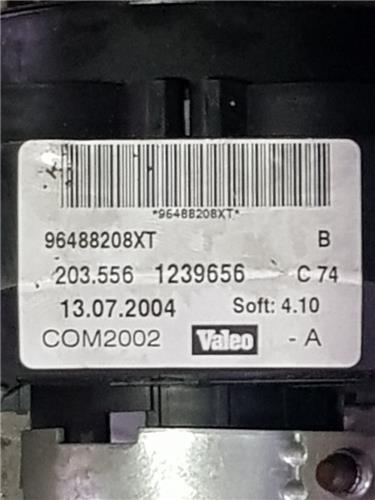 *96488208XT*
96488208XT B
203.556 1239656 C 74
13.07.2004 Soft: 4.10
COM2002 Valeo - A